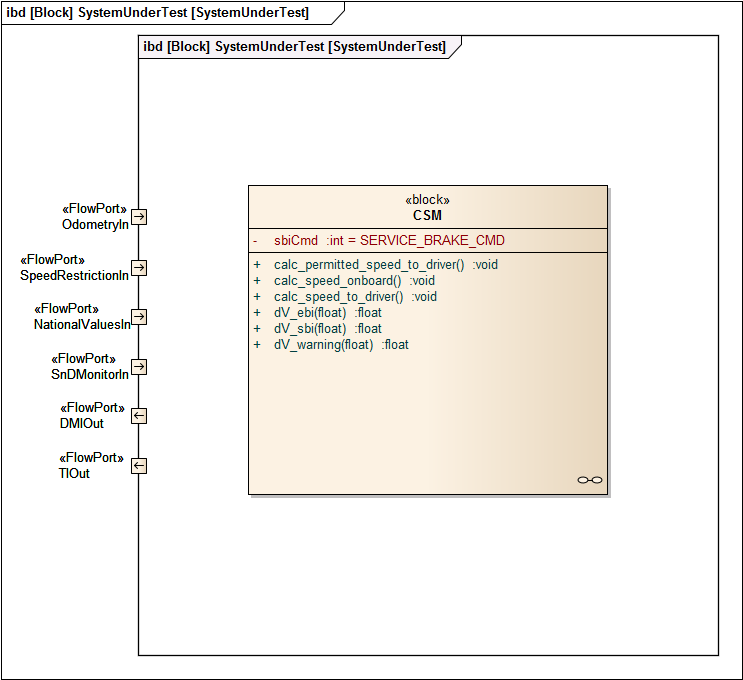 ibd [Block] SystemUnderTest [SystemUnderTest]
ibd [Block] SystemUnderTest [SystemUnderTest]
«FlowPort»
OdometryIn
«FlowPort»
SpeedRestrictionIn
«FlowPort»
NationalValuesIn
«FlowPort»
SnDMonitorIn
«FlowPort»
DMIOut
«FlowPort»
TIOut
«block»
CSM
- sbiCmd :int = SERVICE_BRAKE_CMD
+ calc_permitted_speed_to_driver() :void
+ calc_speed_onboard() :void
+ calc_speed_to_driver() :void
+ dV_ebi(float) :float
+ dV_sbi(float) :float
+ dV_warning(float) :float